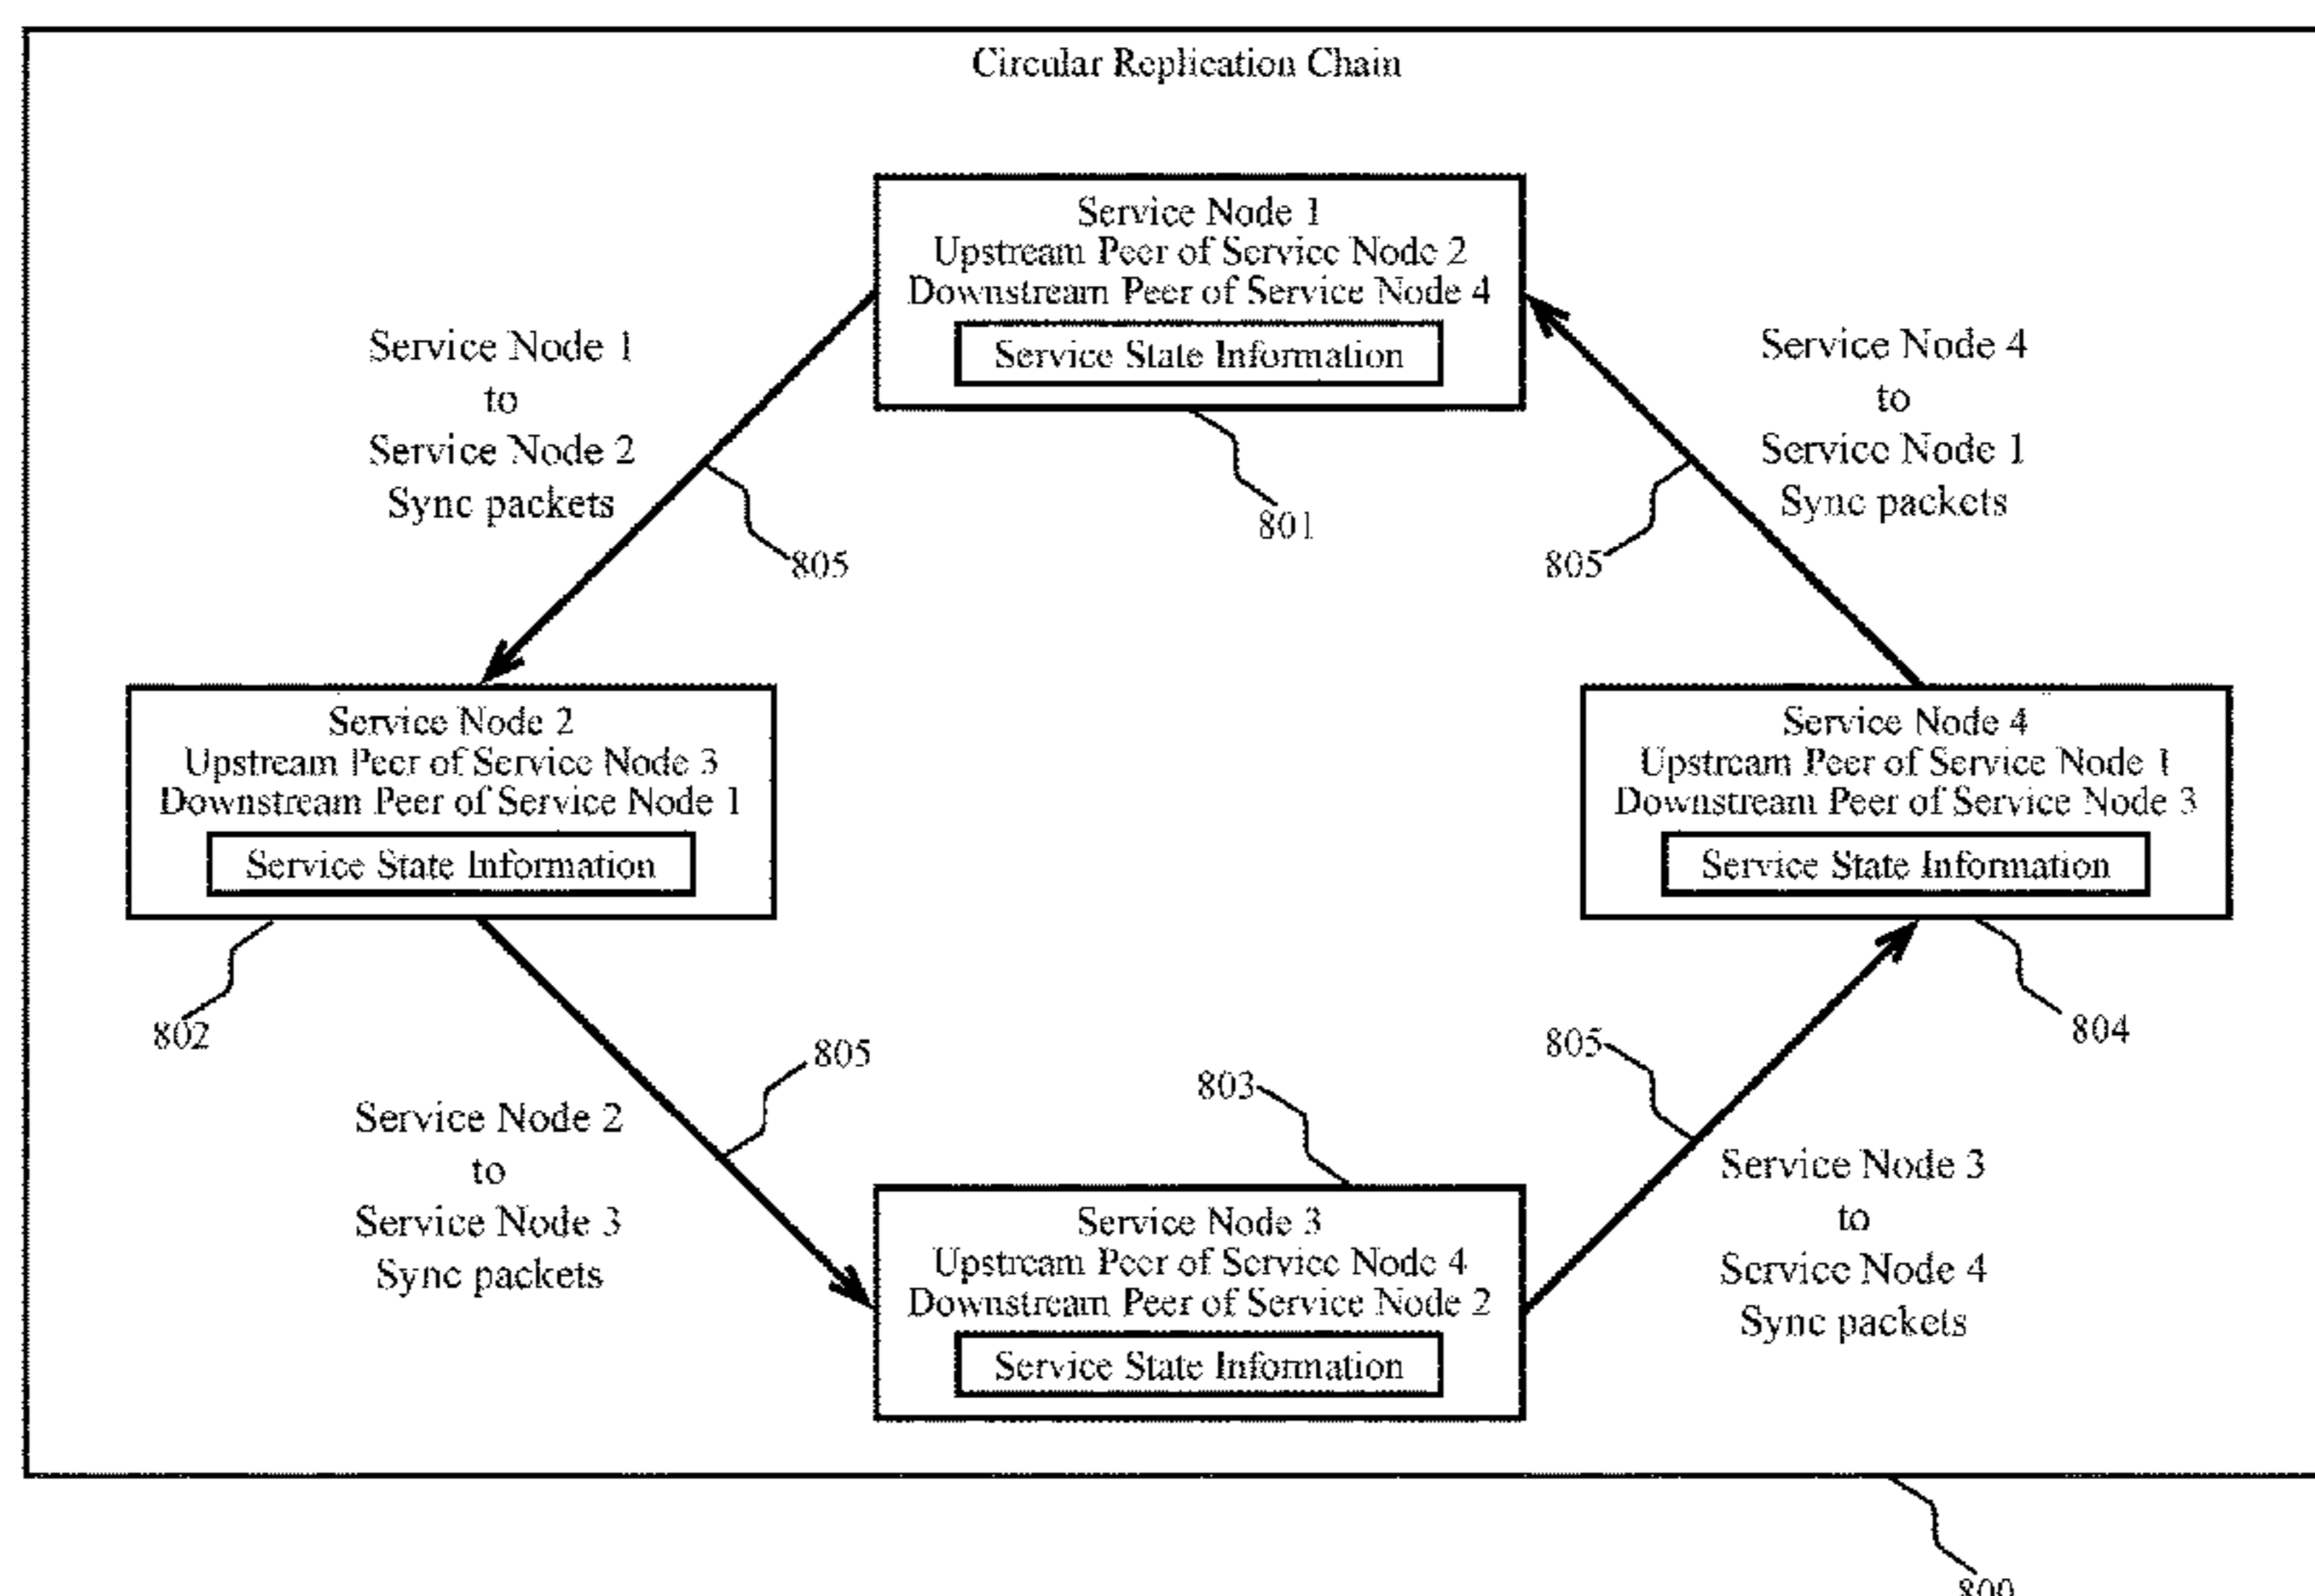 Circular Replication Chain
Service Node 1
Upstream Peer of Service Node 2
Downstream Peer of Service Node 4
Service State Information
801
Service Node 1
to
Service Node 2
Sync packets
805
Service Node 4
to
Service Node 1
Sync packets
805
Service Node 2
Upstream Peer of Service Node 3
Downstream Peer of Service Node 1
Service State Information
802
Service Node 4
Upstream Peer of Service Node 1
Downstream Peer of Service Node 3
Service State Information
804
Service Node 2
to
Service Node 3
Sync packets
805
803
805
Service Node 3
to
Service Node 4
Sync packets
Service Node 3
Upstream Peer of Service Node 4
Downstream Peer of Service Node 2
Service State Information